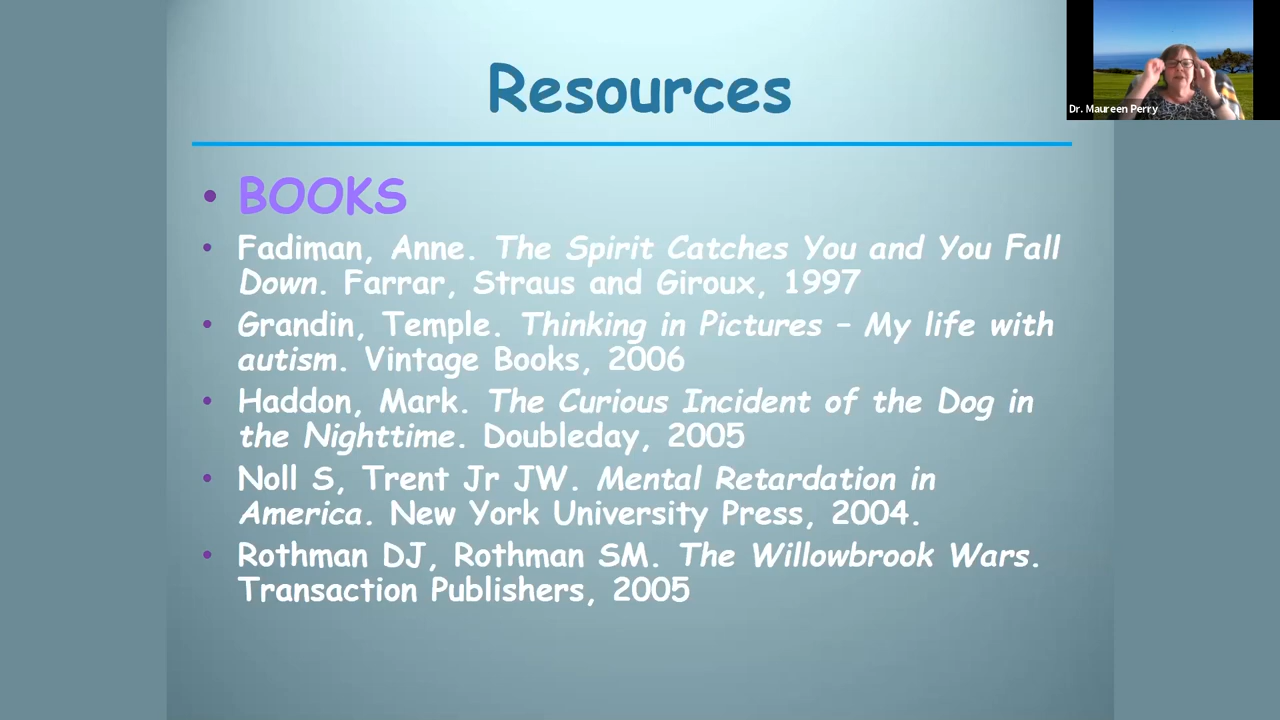 Resources
Dr. Maureen Perry
• BOOKS
• Fadiman, Anne. The Spirit Catches You and You Fall
Down. Farrar, Straus and Giroux, 1997
• Grandin, Temple. Thinking in Pictures – My life with
autism. Vintage Books, 2006
• Haddon, Mark. The Curious Incident of the Dog in
the Nighttime. Doubleday, 2005
• Noll S, Trent Jr JW. Mental Retardation in
America. New York University Press, 2004.
• Rothman DJ, Rothman SM. The Willowbrook Wars.
Transaction Publishers, 2005